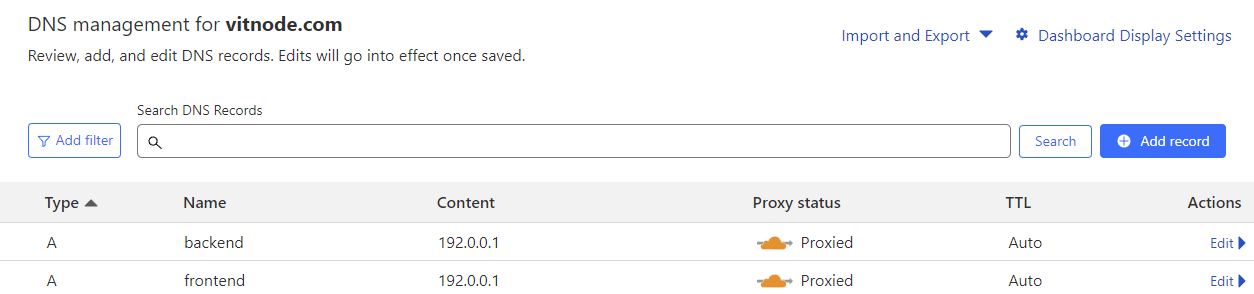 DNS management for vitnode.com
Review, add, and edit DNS records. Edits will go into effect once saved.
Import and Export
Dashboard Display Settings
Search DNS Records
Add filter
Search
Add record
Type Name Content Proxy status TTL Actions
A backend 192.0.0.1 Proxied Auto Edit
A frontend 192.0.0.1 Proxied Auto Edit